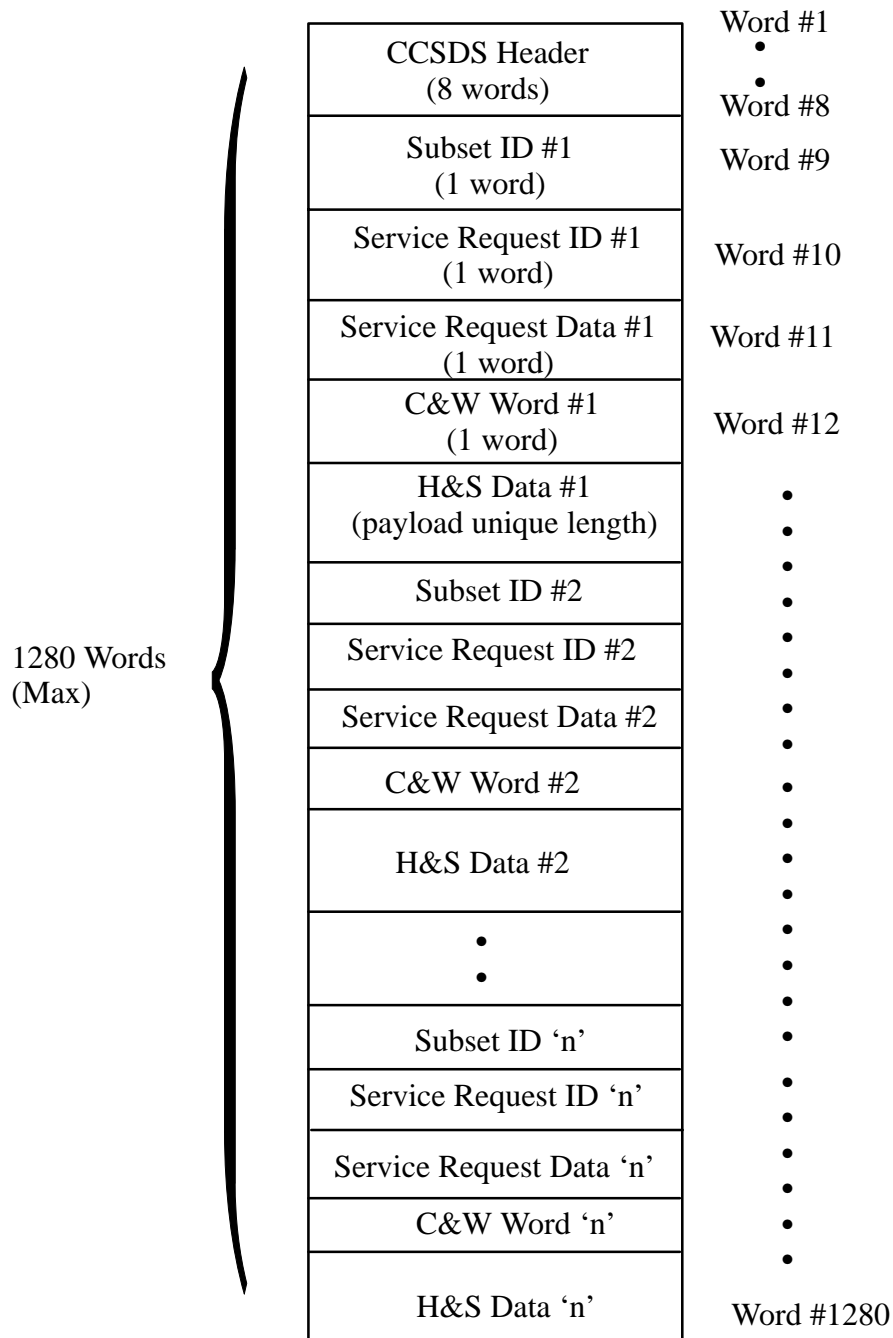 Word #1
CCSDS Header
(8 words)
Word #8
Subset ID #1
(1 word)
Word #9
Service Request ID #1
(1 word)
Word #10
Service Request Data #1
(1 word)
Word #11
C&W Word #1
(1 word)
Word #12
H&S Data #1
(payload unique length)
Subset ID #2
Service Request ID #2
1280 Words
(Max)
Service Request Data #2
C&W Word #2
H&S Data #2
Subset ID ‘n’
Service Request ID ‘n’
Service Request Data ‘n’
C&W Word ‘n’
H&S Data ‘n’
Word #1280